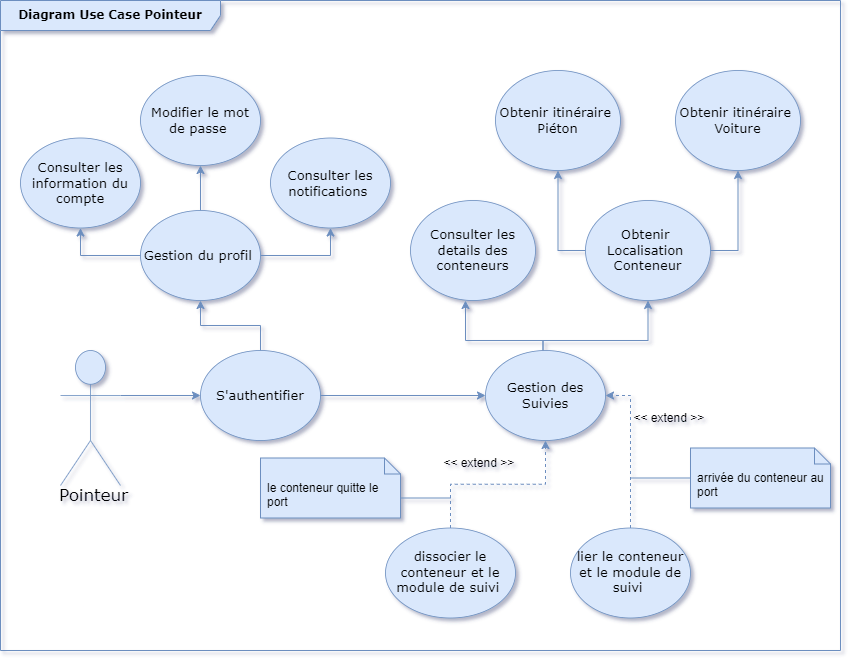 Diagram Use Case Pointeur
Modifier le mot
de passe
Consulter les
information du
compte
Consulter les
notifications
Gestion du profil
Obtenir itinéraire
Piéton
Obtenir itinéraire
Voiture
Consulter les
details des
conteneurs
Obtenir
Localisation
Conteneur
S'authentifier
Gestion des
Suivies
Pointeur
<< extend >>
<< extend >>
le conteneur quitte le
port
arrivée du conteneur au
port
dissocier le
conteneur et le
module de suivi
lier le conteneur
et le module de
suivi